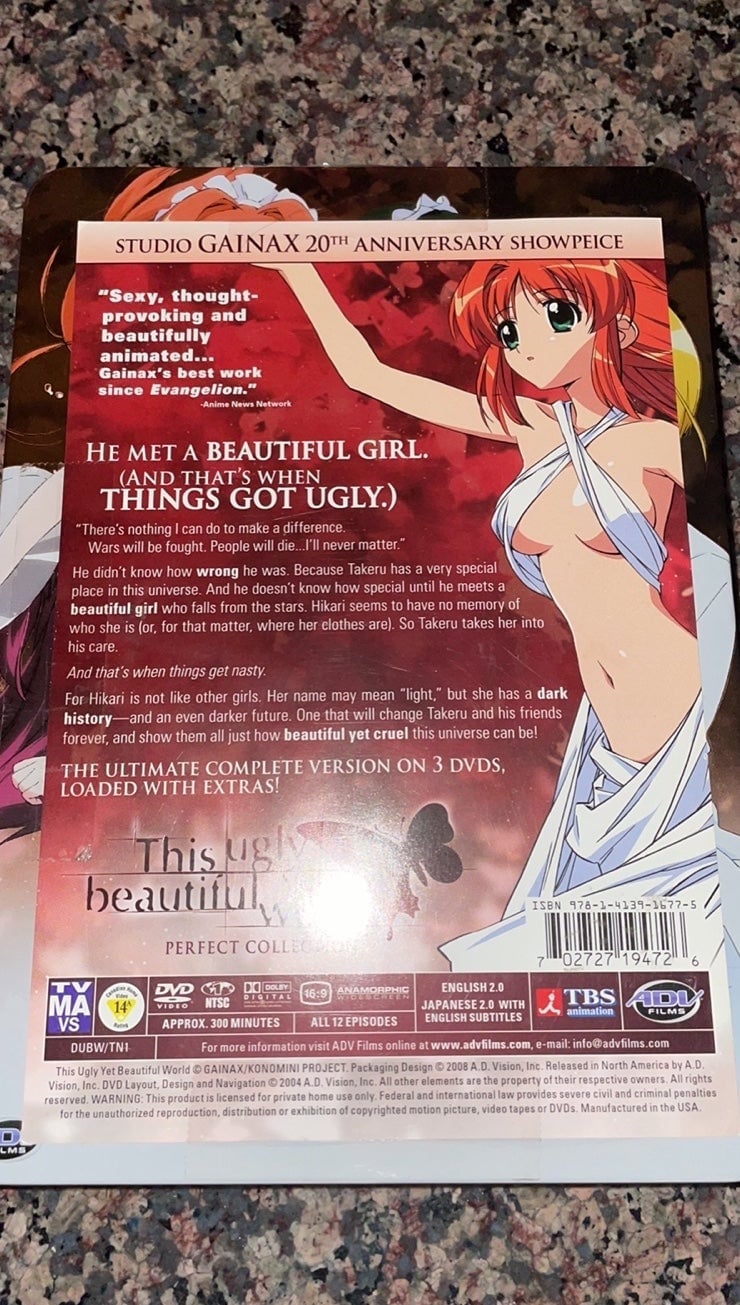 STUDIO GAINAX 20TH ANNIVERSARY SHOWPEICE
"Sexy, thought-
provoking and
beautifully
animated...
Gainax's best work
since Evangelion."
-Anime News Network
HE MET A BEAUTIFUL GIRL.
(AND THAT'S WHEN
THINGS GOT UGLY.)
"There's nothing I can do to make a difference.
Wars will be fought. People will die...I'll never matter."
He didn't know how wrong he was. Because Takeru has a very special
place in this universe. And he doesn't know how special until he meets a
beautiful girl who falls from the stars. Hikari seems to have no memory of
who she is (or, for that matter, where her clothes are). So Takeru takes her into
his care.
And that's when things get nasty.
For Hikari is not like other girls. Her name may mean "light," but she has a dark
history—and an even darker future. One that will change Takeru and his friends
forever, and show them all just how beautiful yet cruel this universe can be!
THE ULTIMATE COMPLETE VERSION ON 3 DVDS,
LOADED WITH EXTRAS!
This ugly
beautiful
PERFECT
ISBN 978-1-4139-1677-5
7 02727 19472 6
TV
MA
VS
Canadian Home
Video
14A
DVD
VIDEO
NTSC
DOLBY
DIGITAL
16:9
ANAMORPHIC
WIDESCREEN
ENGLISH 2.0
JAPANESE 2.0 WITH
ENGLISH SUBTITLES
TBS
animation
ADV
FILMS
APPROX. 300 MINUTES
ALL 12 EPISODES
DUBW/TN1
For more information visit ADV Films online at www.advfilms.com, e-mail: info@advfilms.com
This Ugly Yet Beautiful World © GAINAX/KONOMINI PROJECT. Packaging Design © 2008 A.D. Vision, Inc. Released in North America by A.D.
Vision, Inc. DVD Layout, Design and Navigation © 2004 A.D. Vision, Inc. All other elements are the property of their respective owners. All rights
reserved. WARNING: This product is licensed for private home use only. Federal and international law provides severe civil and criminal penalties
for the unauthorized reproduction, distribution or exhibition of copyrighted motion picture, video tapes or DVDs. Manufactured in the USA.